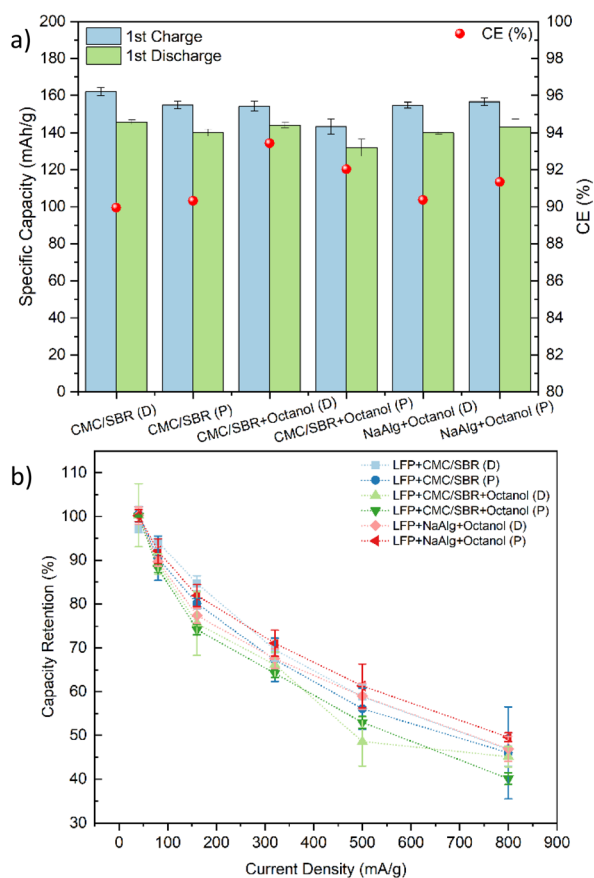 a)
1st Charge
1st Discharge
CE (%)
Specific Capacity (mAh/g)
200
180
160
140
120
100
80
60
40
20
0
100
98
96
94
92
90
88
86
84
82
80
CE (%)
CMC/SBR (D)
CMC/SBR (P)
CMC/SBR+Octanol (D)
CMC/SBR+Octanol (P)
NaAlg+Octanol (D)
NaAlg+Octanol (P)
b)
LFP+CMC/SBR (D)
LFP+CMC/SBR (P)
LFP+CMC/SBR+Octanol (D)
LFP+CMC/SBR+Octanol (P)
LFP+NaAlg+Octanol (D)
LFP+NaAlg+Octanol (P)
Capacity Retention (%)
110
100
90
80
70
60
50
40
30
0 100 200 300 400 500 600 700 800 900
Current Density (mA/g)